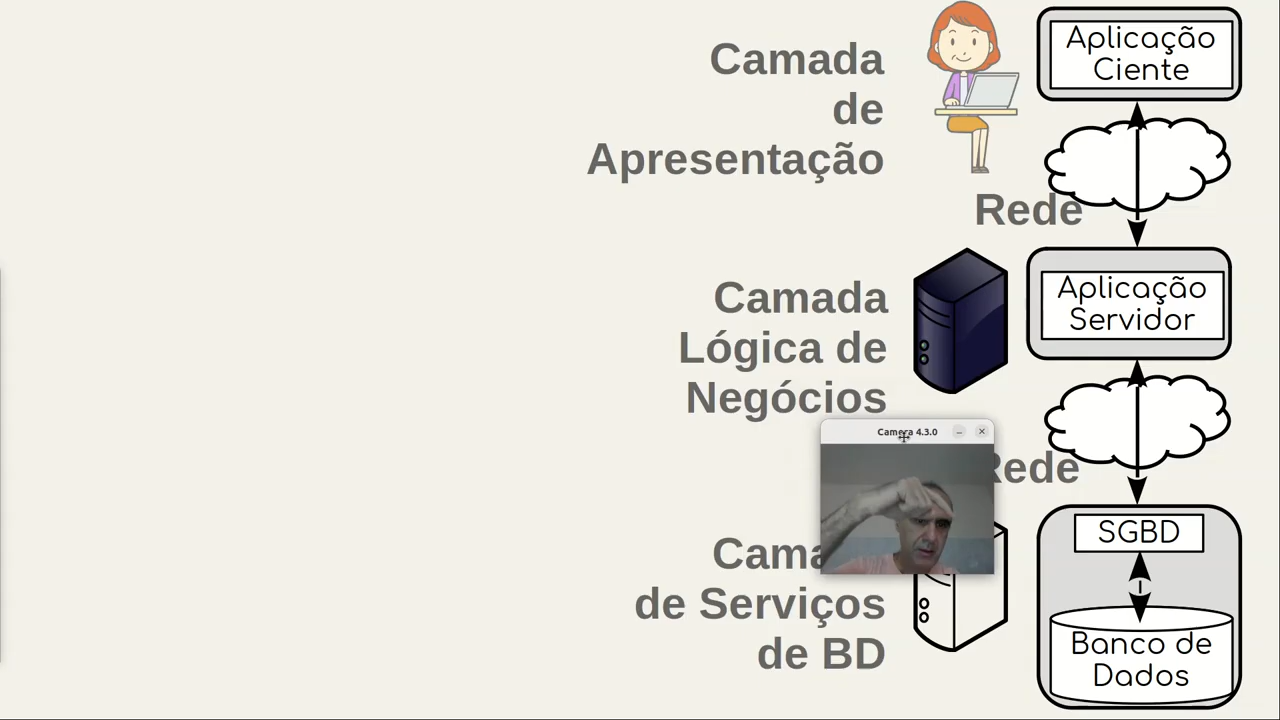 Camada
de
Apresentação
Aplicação
Ciente
Rede
Camada
Lógica de
Negócios
Aplicação
Servidor
Camera 4.3.0
Rede
de Serviços
de BD
SGBD
Banco de
Dados